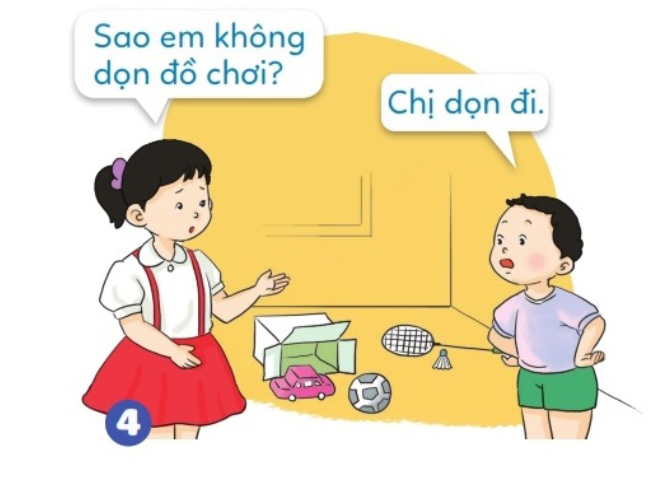 Sao em không
dọn đồ chơi?
Chị dọn đi.
4